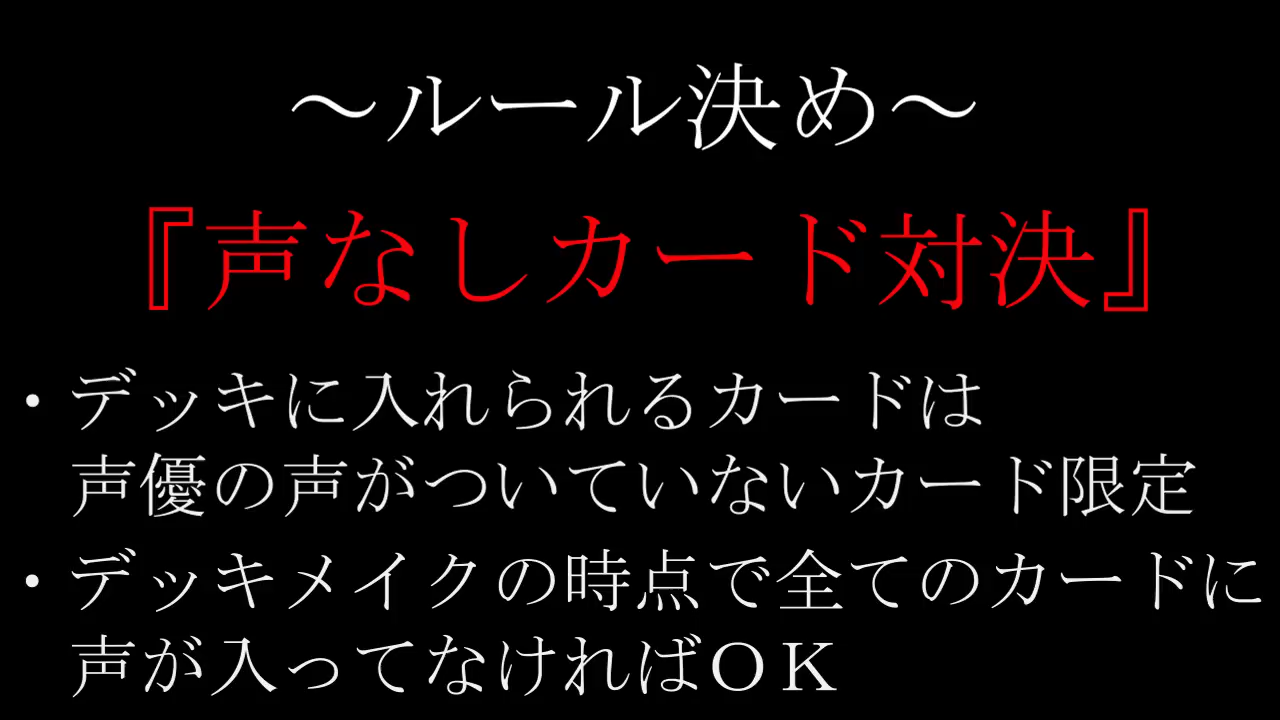 ～ルール決め～
『声なしカード対決』
・デッキに入れられるカードは
声優の声がついていないカード限定
・デッキメイクの時点で全てのカードに
声が入ってなければＯＫ